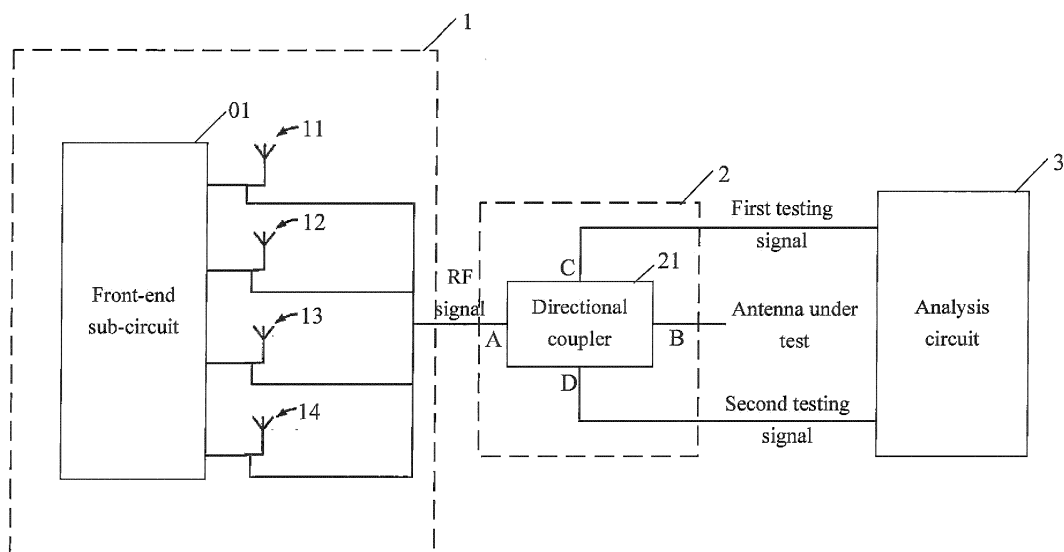 1
01
11
12
13
14
Front-end
sub-circuit
RF
signal
2
A
B
C
D
21
Directional
coupler
First testing
signal
Antenna under
test
Second testing
signal
3
Analysis
circuit